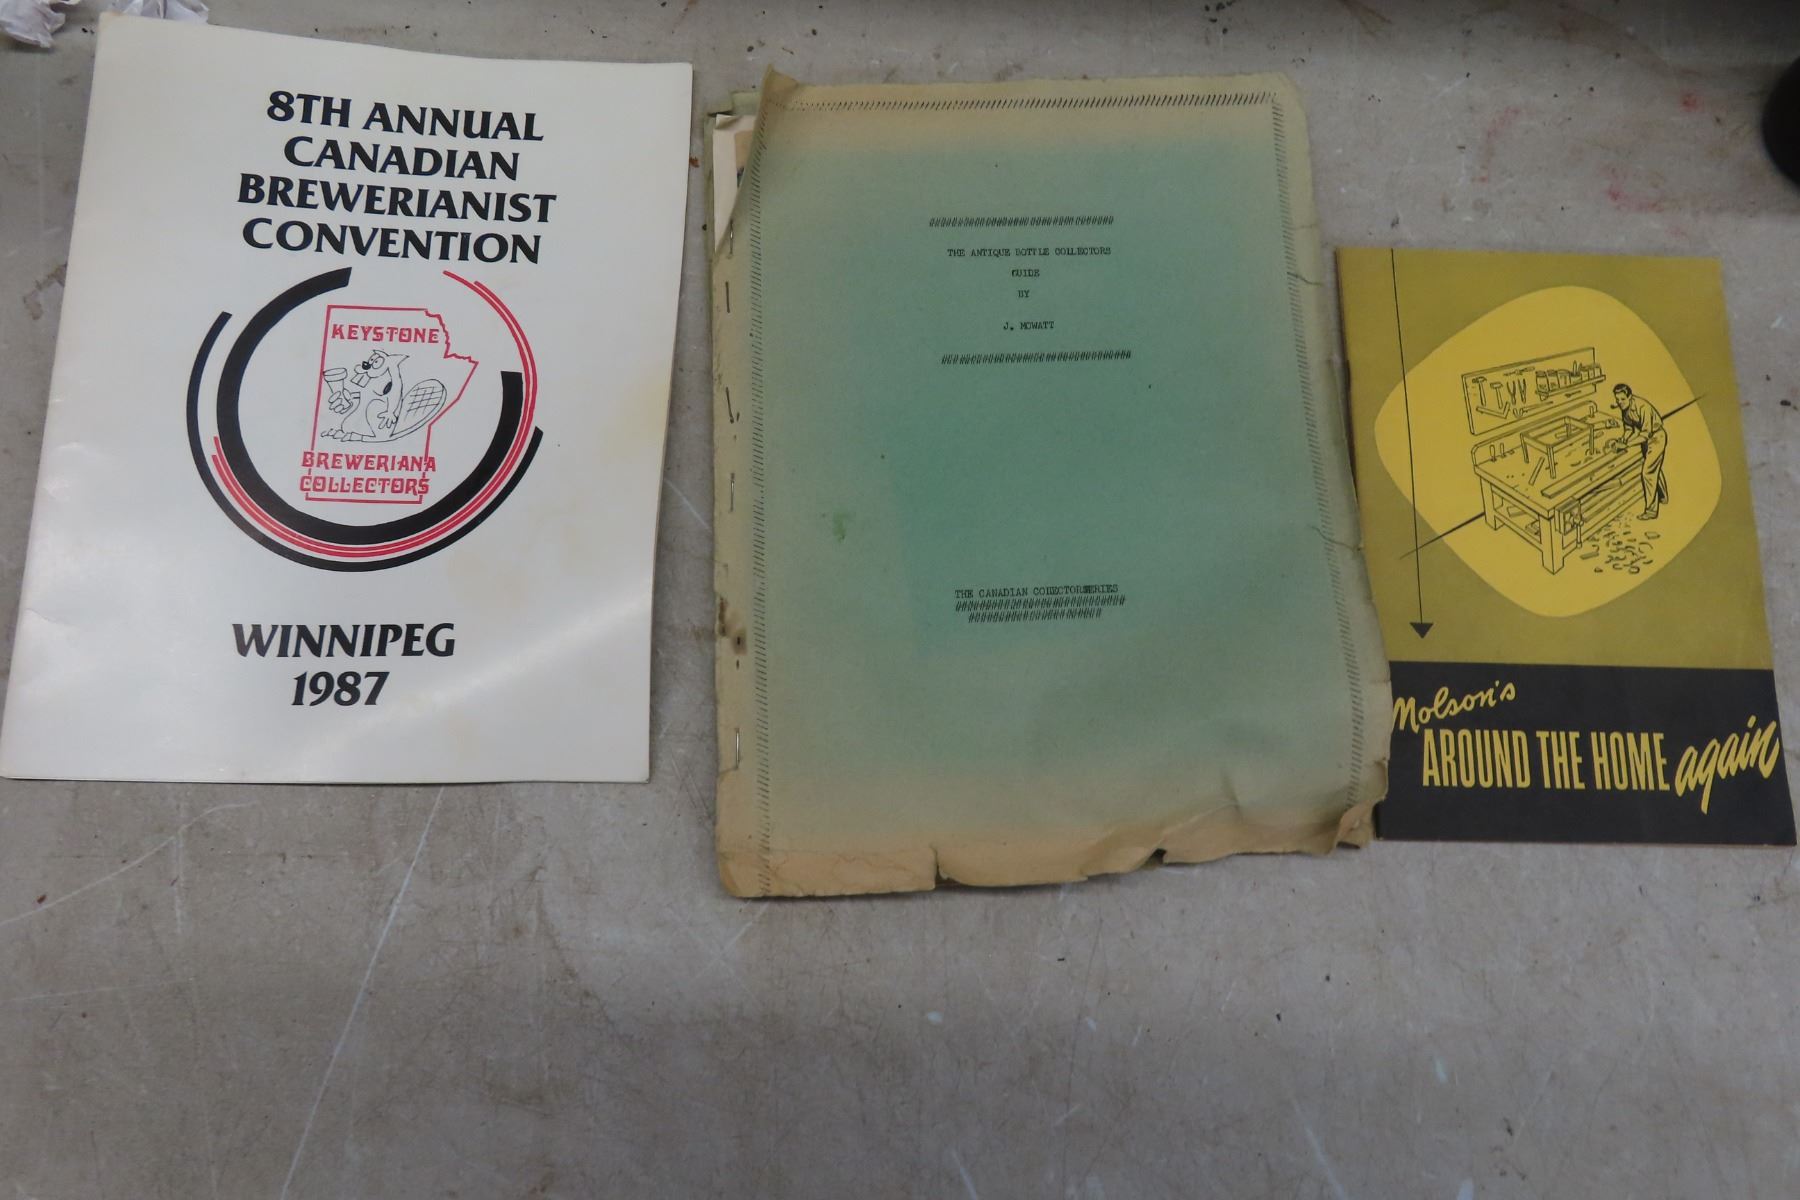 8TH ANNUAL
CANADIAN
BREWERIANIST
CONVENTION
KEYSTONE
BREWERIANA
COLLECTORS
WINNIPEG
1987
THE ANTIQUE BOTTLE COLLECTORS
GUIDE
BY
J. MOWATT
THE CANADIAN COLLECTORSERIES
Molson's
AROUND THE HOME again